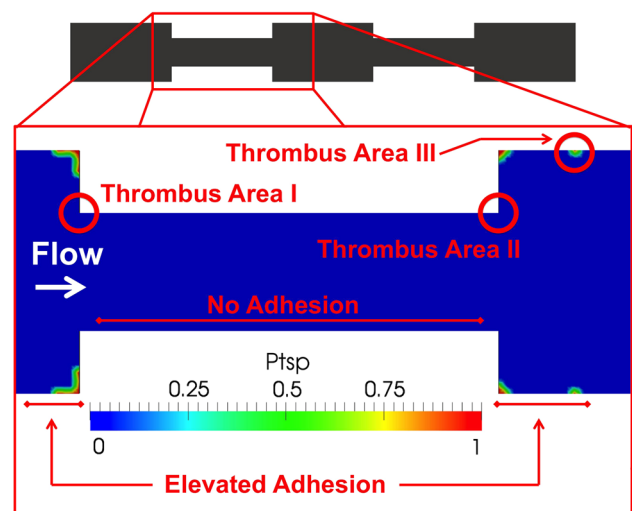 Thrombus Area III
Thrombus Area I
Flow
Thrombus Area II
No Adhesion
Ptsp
0.25
0.5
0.75
0
1
Elevated Adhesion